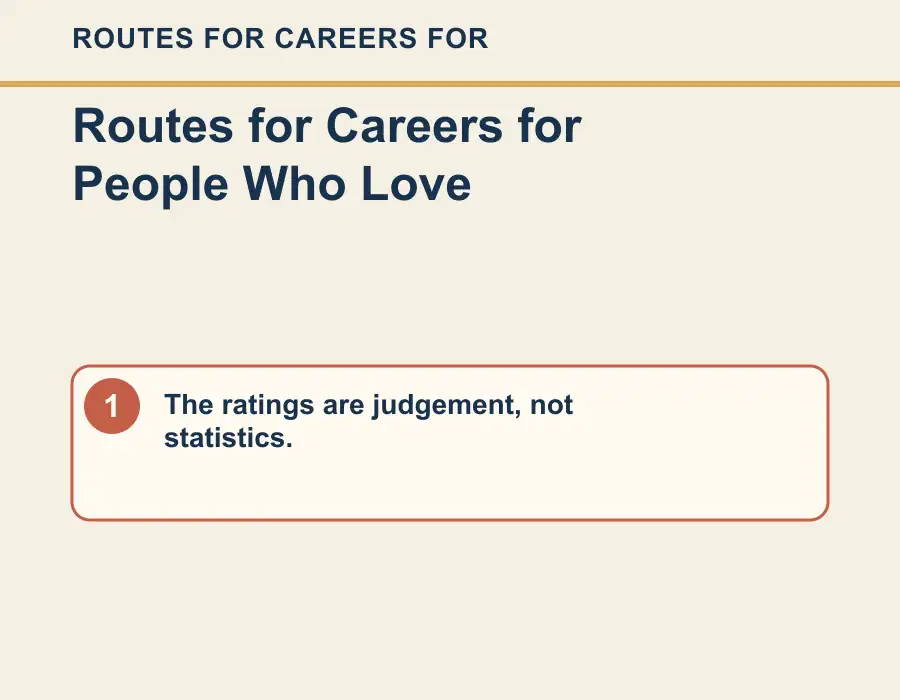 ROUTES FOR CAREERS FOR
Routes for Careers for
People Who Love
1
The ratings are judgement, not
statistics.